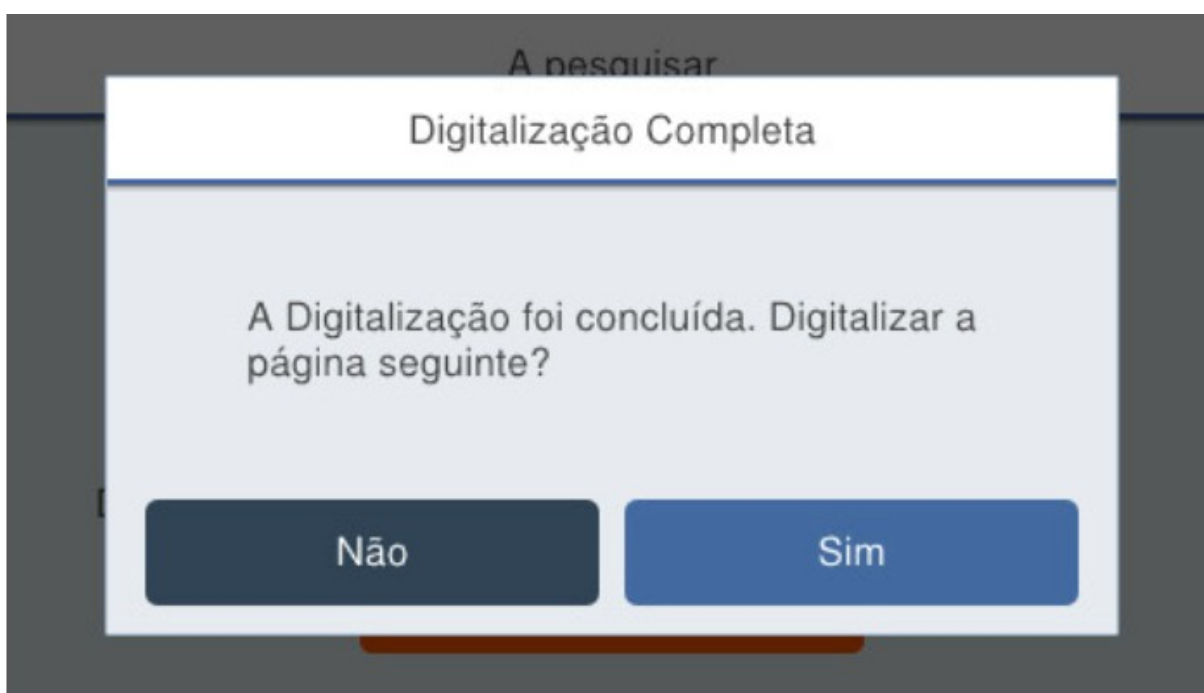 A pesquisar
Digitalização Completa
A Digitalização foi concluída. Digitalizar a
página seguinte?
Não
Sim